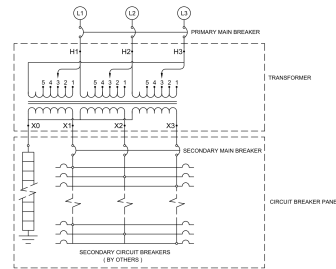 L1 L2 L3
PRIMARY MAIN BREAKER
H1 H2 H3
TRANSFORMER
5 4 3 2 1 5 4 3 2 1 5 4 3 2 1
X0 X1 X2 X3
SECONDARY MAIN BREAKER
CIRCUIT BREAKER PANE
SECONDARY CIRCUIT BREAKERS
( BY OTHERS )